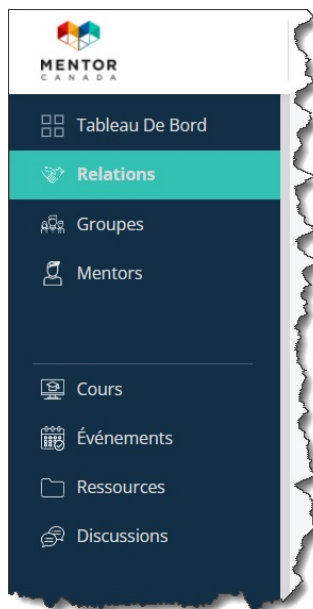 MENTOR
CANADA
Tableau De Bord
Relations
Groupes
Mentors
Cours
Événements
Ressources
Discussions